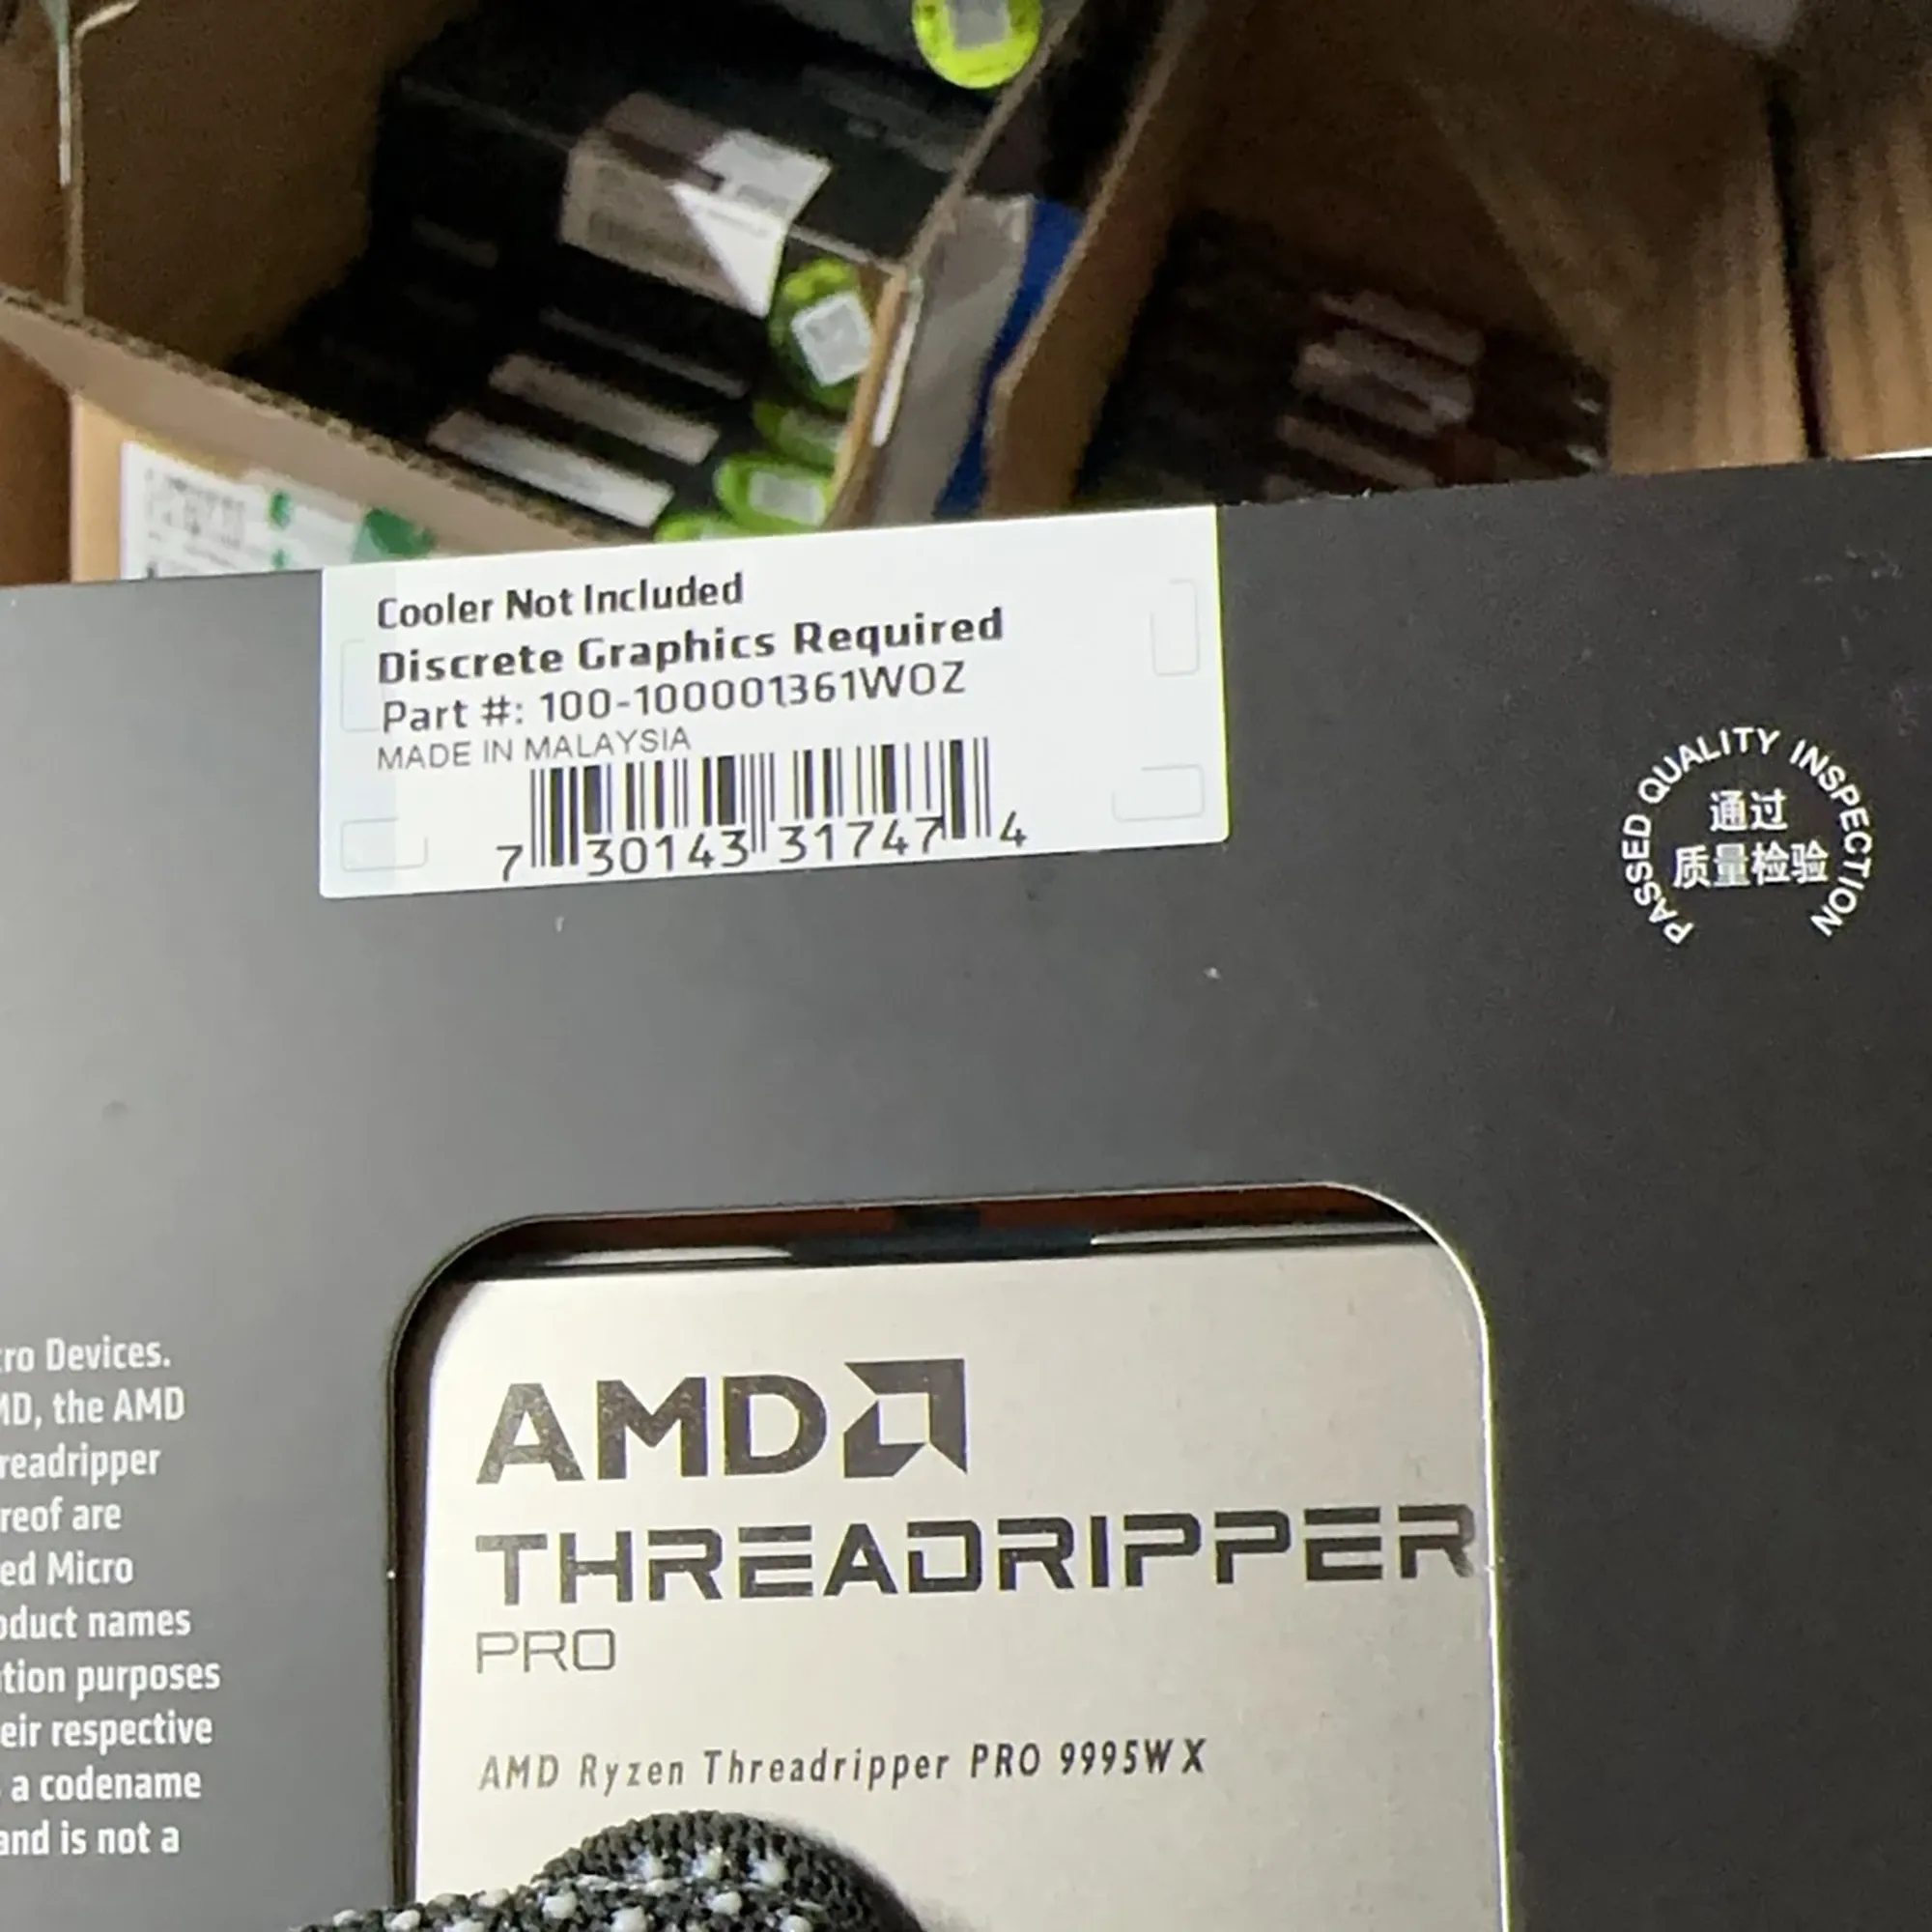 Cooler Not Included
Discrete Graphics Required
Part #: 100-100001361WOZ
MADE IN MALAYSIA
7 30143 31747 4
PASSED QUALITY INSPECTION
通过
质量检验
AMD
THREADRIPPER
PRO
AMD Ryzen Threadripper PRO 9995WX
cro Devices.
MD, the AMD
readripper
reof are
ed Micro
oduct names
tion purposes
eir respective
a codename
and is not a